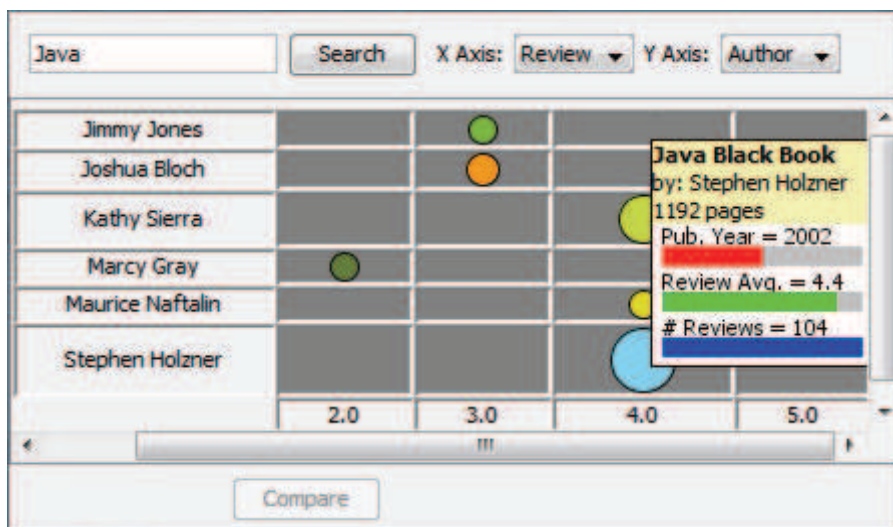 Java Search X Axis: Review Y Axis: Author
Jimmy Jones
Joshua Bloch
Kathy Sierra
Marcy Gray
Maurice Naftalin
Stephen Holzner
Java Black Book
by: Stephen Holzner
1192 pages
Pub. Year = 2002
Review Avg. = 4.4
# Reviews = 104
2.0 3.0 4.0 5.0
Compare